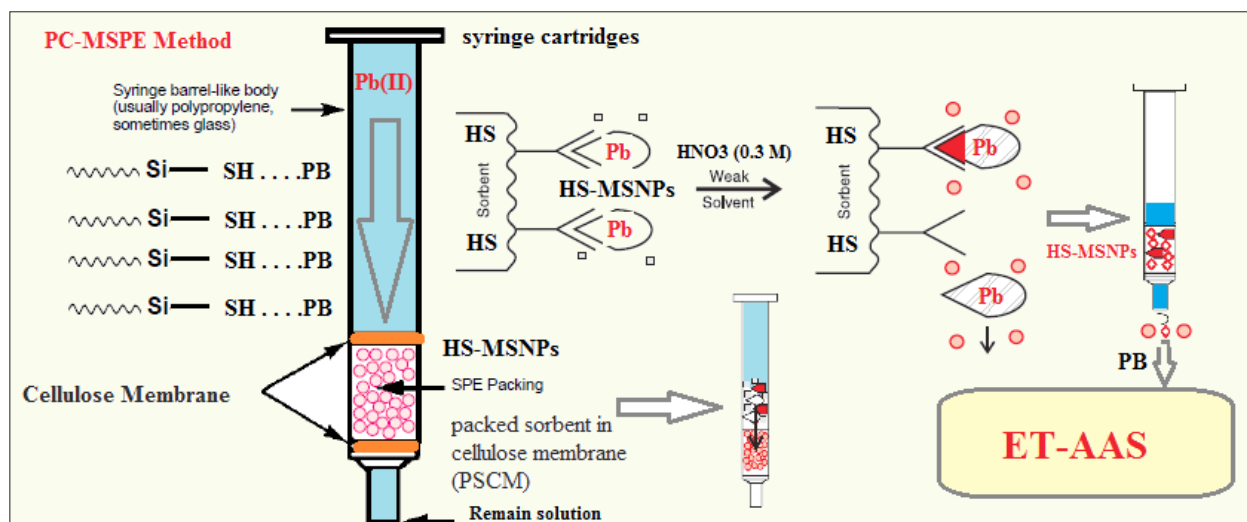 PC-MSPE Method
syringe cartridges
Syringe barrel-like body
(usually polypropylene,
sometimes glass)
Pb(II)
Si
SH . . . .PB
Si
SH . . . .PB
Si
SH . . . .PB
Si
SH . . . .PB
Cellulose Membrane
HS
Sorbent
HS
Pb
HS-MSNPs
Pb
HNO3 (0.3 M)
Weak
Solvent
HS
Sorbent
HS
Pb
Pb
HS-MSNPs
PB
ET-AAS
HS-MSNPs
SPE Packing
packed sorbent in
cellulose membrane
(PSCM)
Remain solution